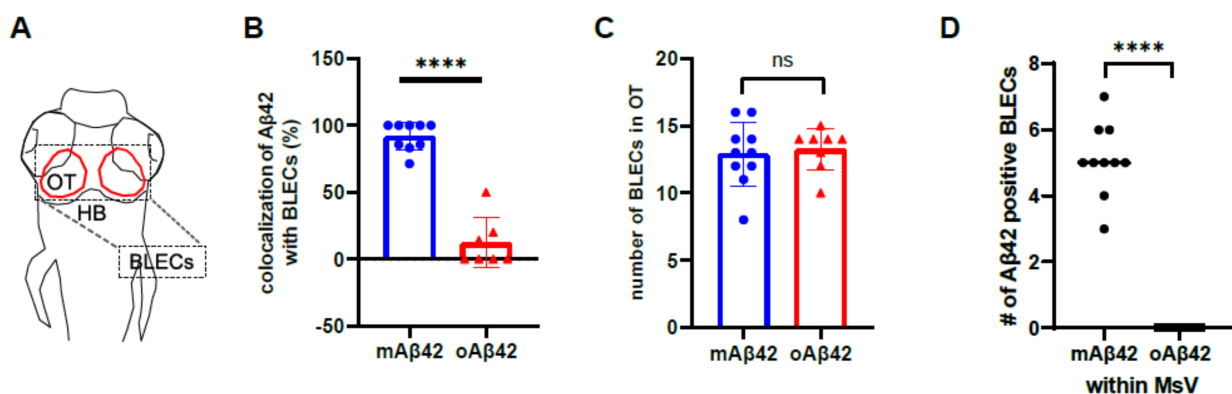 A
OT
HB
BLECs
B
colocalization of Aβ42
with BLECs (%)
150
100
50
0
-50
****
mAβ42
oAβ42
C
number of BLECs in OT
20
15
10
5
0
ns
mAβ42
oAβ42
D
# of Aβ42 positive BLECs
8
6
4
2
0
****
mAβ42
oAβ42
within MsV